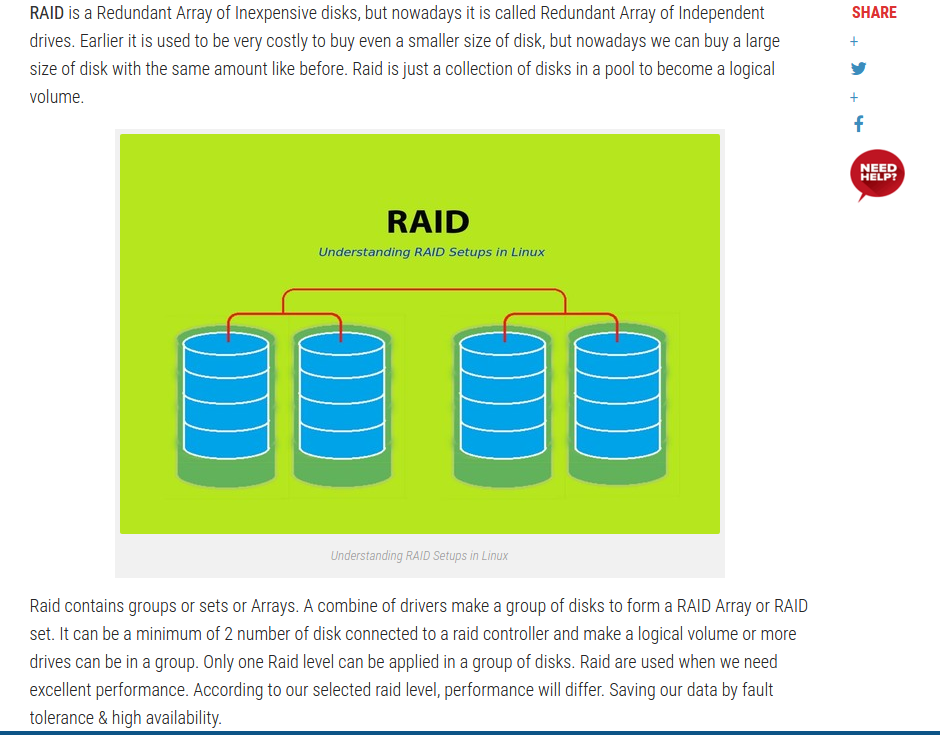 RAID is a Redundant Array of Inexpensive disks, but nowadays it is called Redundant Array of Independent
drives. Earlier it is used to be very costly to buy even a smaller size of disk, but nowadays we can buy a large
size of disk with the same amount like before. Raid is just a collection of disks in a pool to become a logical
volume.
RAID
Understanding RAID Setups in Linux
Understanding RAID Setups in Linux
Raid contains groups or sets or Arrays. A combine of drivers make a group of disks to form a RAID Array or RAID
set. It can be a minimum of 2 number of disk connected to a raid controller and make a logical volume or more
drives can be in a group. Only one Raid level can be applied in a group of disks. Raid are used when we need
excellent performance. According to our selected raid level, performance will differ. Saving our data by fault
tolerance & high availability.
SHARE
+
+
NEED
HELP?